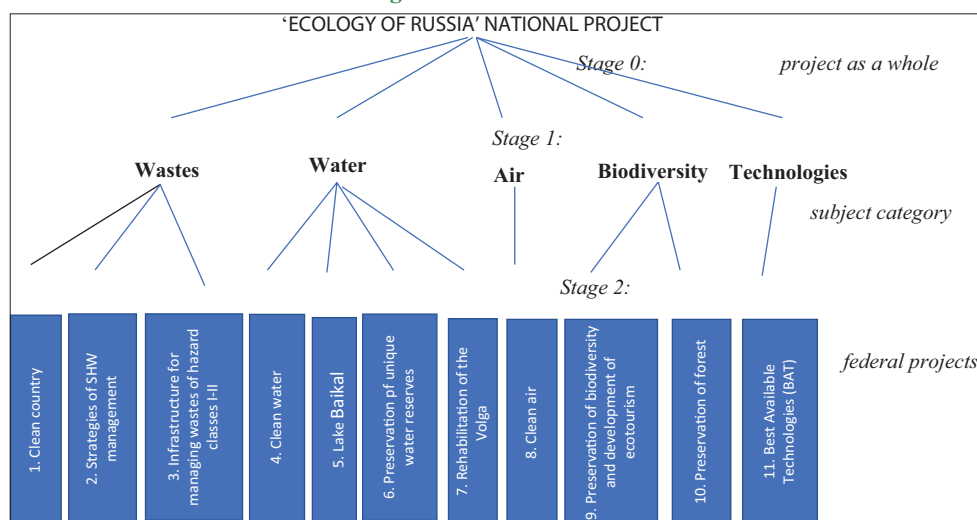 ‘ECOLOGY OF RUSSIA’ NATIONAL PROJECT
Stage 0:
project as a whole
Stage 1:
Wastes
Water
Air
Biodiversity
Technologies
subject category
Stage 2:
1. Clean country
2. Strategies of SHW
management
3. Infrastructure for
managing wastes of hazard
classes I-II
4. Clean water
5. Lake Baikal
6. Preservation pf unique
water reserves
7. Rehabilitation of the
Volga
8. Clean air
9. Preservation of biodiversity
and development of
ecotourism
10. Preservation of forest
11. Best Available
Technologies (BAT)
federal projects